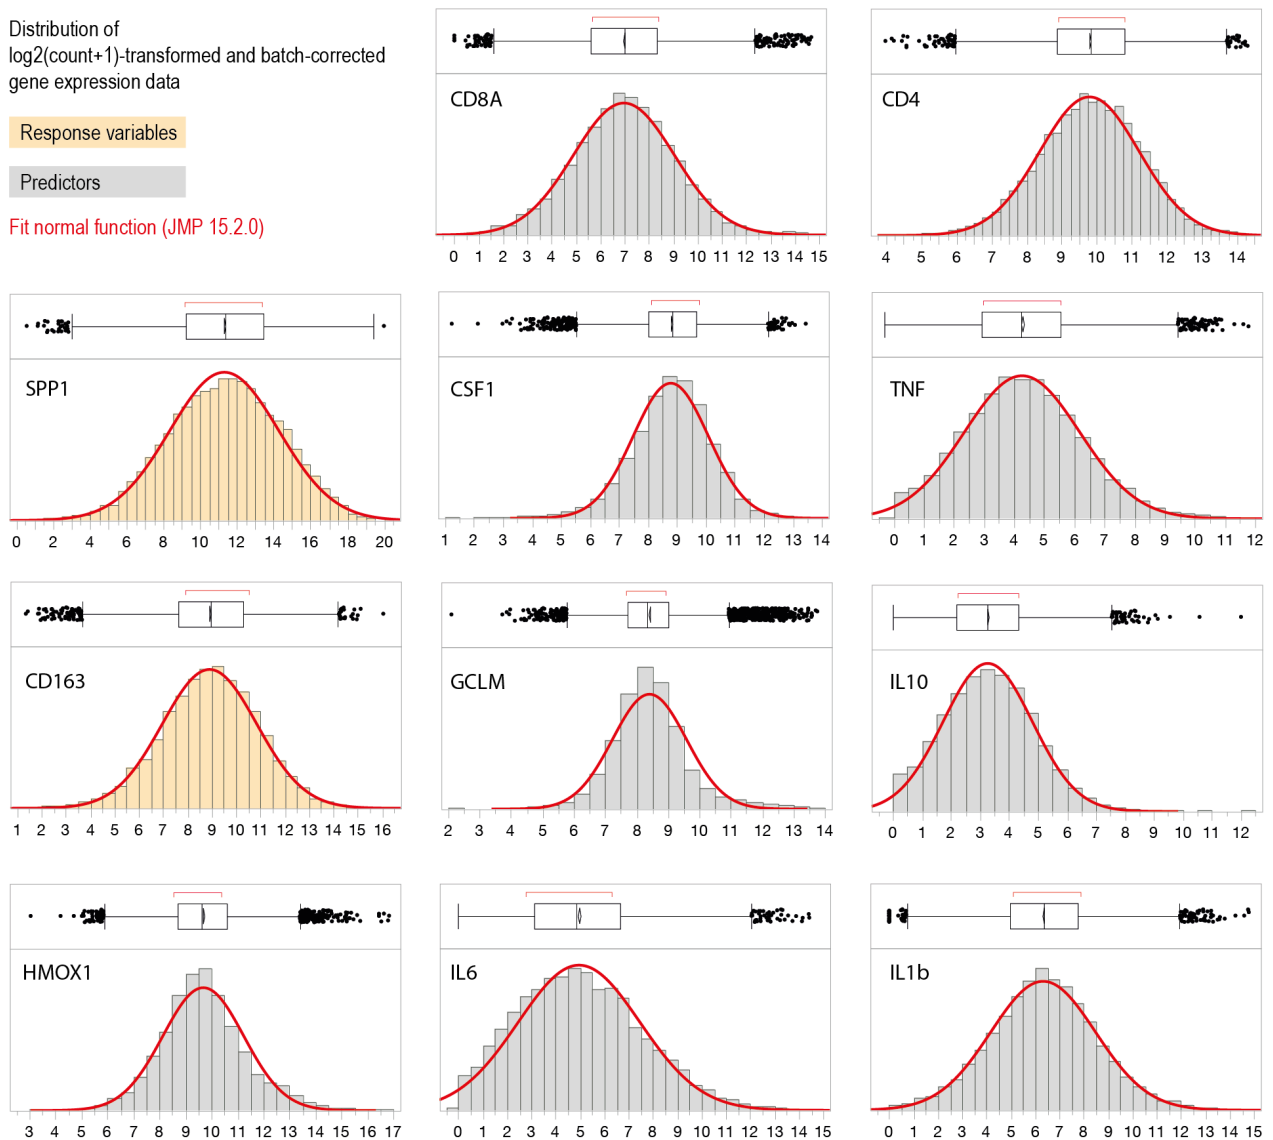 Distribution of
log2(count+1)-transformed and batch-corrected
gene expression data
Response variables
Predictors
Fit normal function (JMP 15.2.0)
CD8A
0 1 2 3 4 5 6 7 8 9 10 11 12 13 14 15
CD4
4 5 6 7 8 9 10 11 12 13 14
SPP1
0 2 4 6 8 10 12 14 16 18 20
CSF1
1 2 3 4 5 6 7 8 9 10 11 12 13 14
TNF
0 1 2 3 4 5 6 7 8 9 10 11 12
CD163
1 2 3 4 5 6 7 8 9 10 11 12 13 14 15 16
GCLM
2 3 4 5 6 7 8 9 10 11 12 13 14
IL10
0 1 2 3 4 5 6 7 8 9 10 11 12
HMOX1
3 4 5 6 7 8 9 10 11 12 13 14 15 16 17
IL6
0 1 2 3 4 5 6 7 8 9 10 11 12 13 14 15
IL1b
0 1 2 3 4 5 6 7 8 9 10 11 12 13 14 15